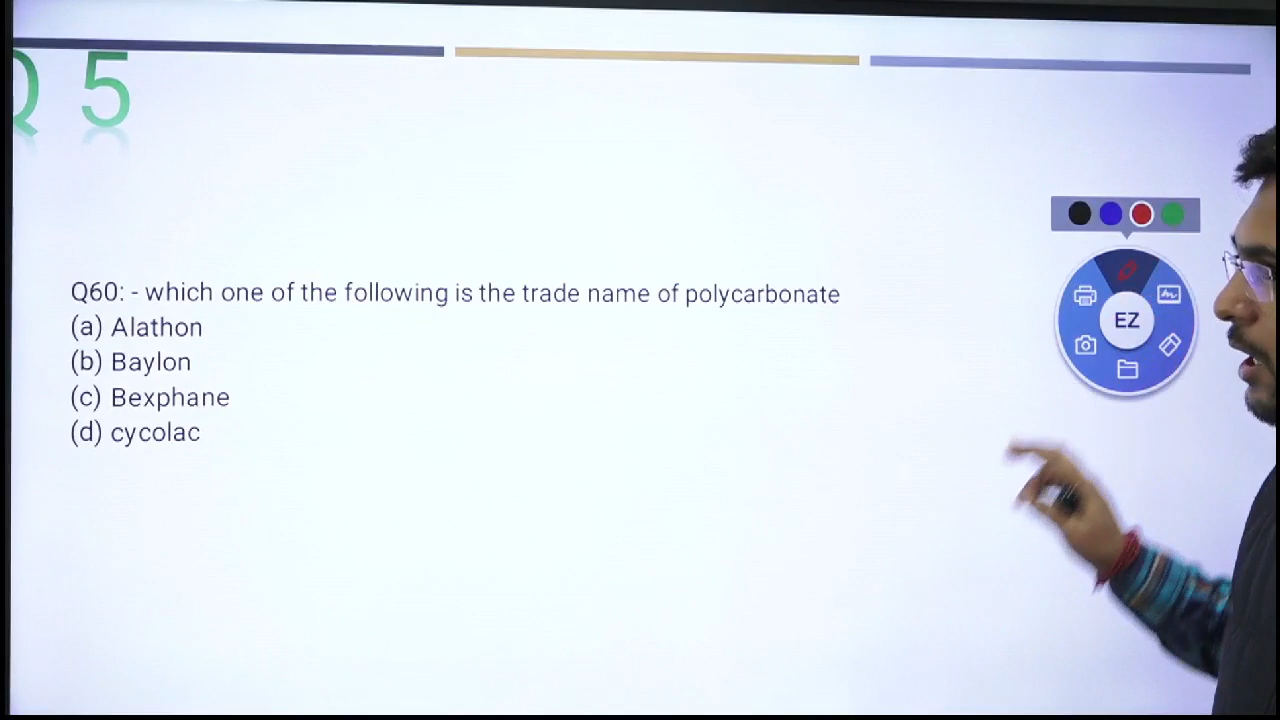 Q 5
Q60: - which one of the following is the trade name of polycarbonate
(a) Alathon
(b) Baylon
(c) Bexphane
(d) cycolac
EZ